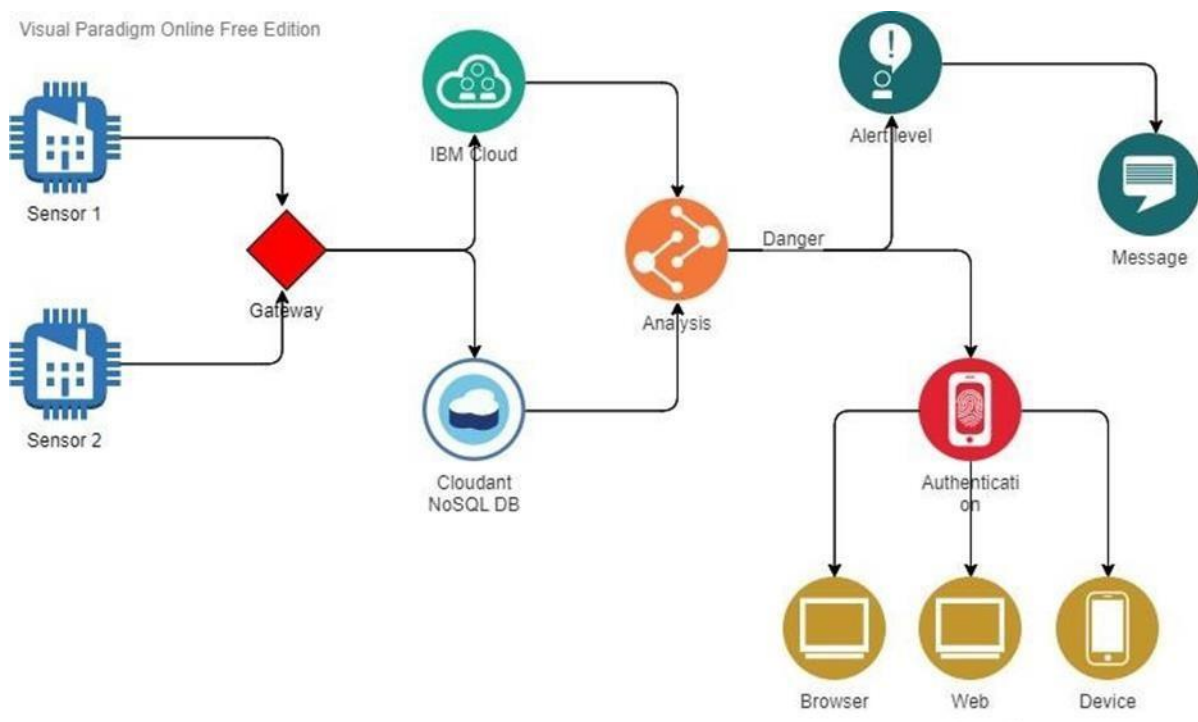 Visual Paradigm Online Free Edition
Sensor 1
Sensor 2
Gateway
IBM Cloud
Cloudant
NoSQL DB
Analysis
Danger
Alert level
Message
Authenticati
on
Browser
Web
Device